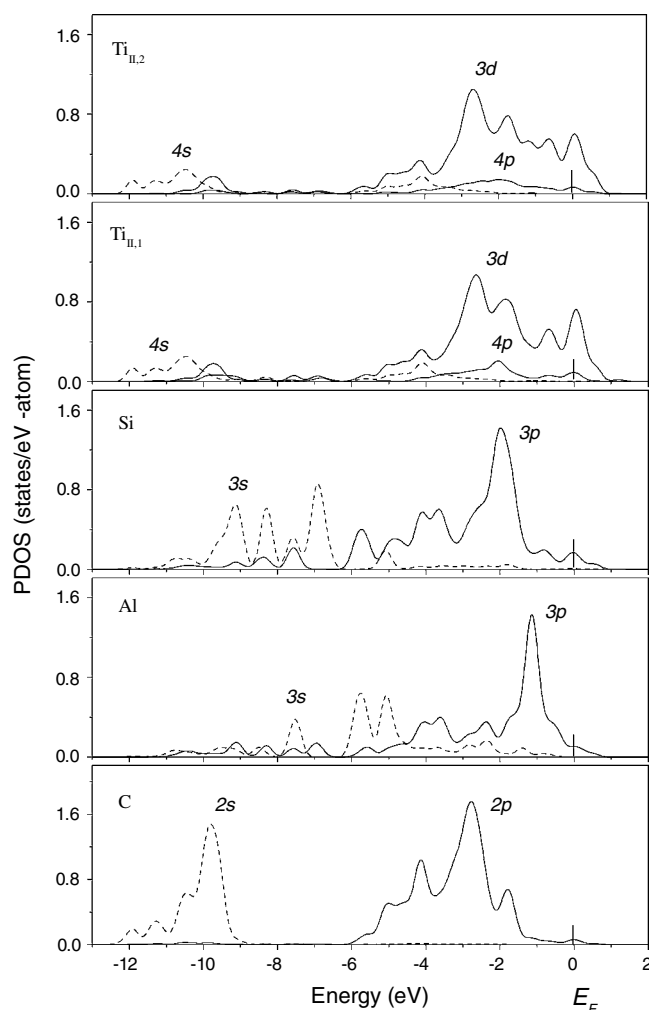 1.6
Ti_II,2
3d
0.8
4s
4p
0.0
1.6
Ti_II,1
3d
0.8
4s
4p
0.0
PDOS (states/eV -atom)
1.6
Si
3p
0.8
3s
0.0
1.6
Al
3p
0.8
3s
0.0
C
2s
2p
1.6
0.8
0.0
-12 -10 -8 -6 -4 -2 0 2
Energy (eV)
E_F